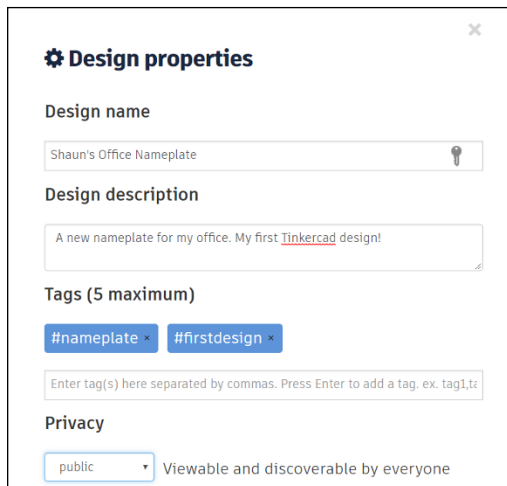 Design properties
Design name
Shaun's Office Nameplate
Design description
A new nameplate for my office. My first Tinkercad design!
Tags (5 maximum)
#nameplate × #firstdesign ×
Enter tag(s) here separated by commas. Press Enter to add a tag. ex. tag1,ta
Privacy
public Viewable and discoverable by everyone